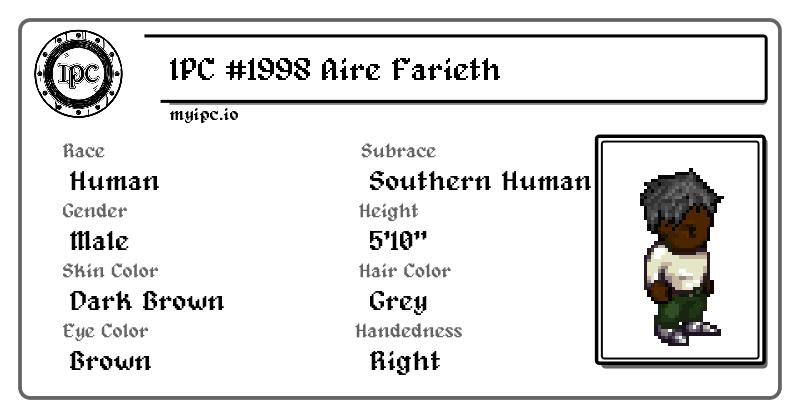 IPC
IPC #1998 Aire Farieth
myipc.io
Race
Subrace
Human
Southern Human
Gender
Height
Male
5'10"
Skin Color
Hair Color
Dark Brown
Grey
Eye Color
Handedness
Brown
Right